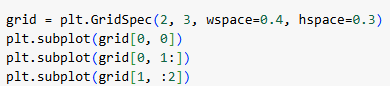 grid = plt.GridSpec(2, 3, wspace=0.4, hspace=0.3)
plt.subplot(grid[0, 0])
plt.subplot(grid[0, 1:])
plt.subplot(grid[1, :2])